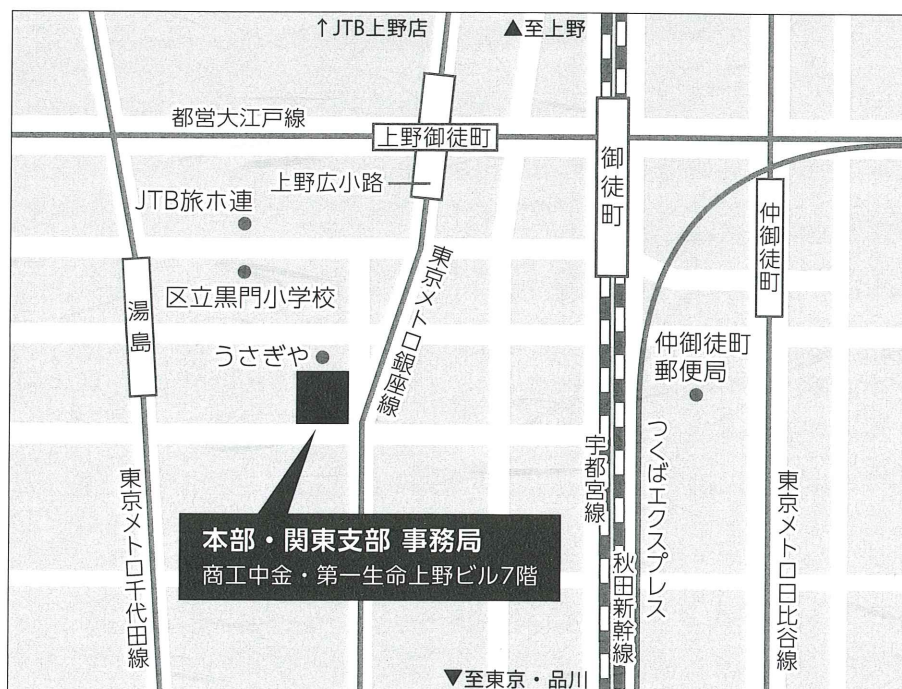 ↑JTB上野店
▲至上野
都営大江戸線
上野御徒町
上野広小路
御徒町
仲御徒町
JTB旅ホ連
区立黒門小学校
湯島
うさぎや
東京メトロ銀座線
仲御徒町
郵便局
つくばエクスプレス
宇都宮線
秋田新幹線
東京メトロ日比谷線
東京メトロ千代田線
本部・関東支部 事務局
商工中金・第一生命上野ビル7階
▼至東京・品川